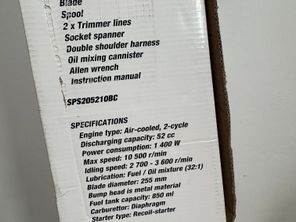 Blade
Spool
2 x Trimmer lines
Socket spanner
Double shoulder harness
Oil mixing cannister
Allen wrench
Instruction manual
SPS205210BC
SPECIFICATIONS
Engine type: Air-cooled, 2-cycle
Discharging capacity: 52 cc
Power consumption: 1 400 W
Max speed: 10 500 r/min
Idling speed: 2 700 - 3 600 r/min
Lubrication: Fuel / Oil mixture (32:1)
Blade diameter: 255 mm
Bump head is metal material
Fuel tank capacity: 850 ml
Carburettor: Diaphragm
Starter type: Recoil-starter